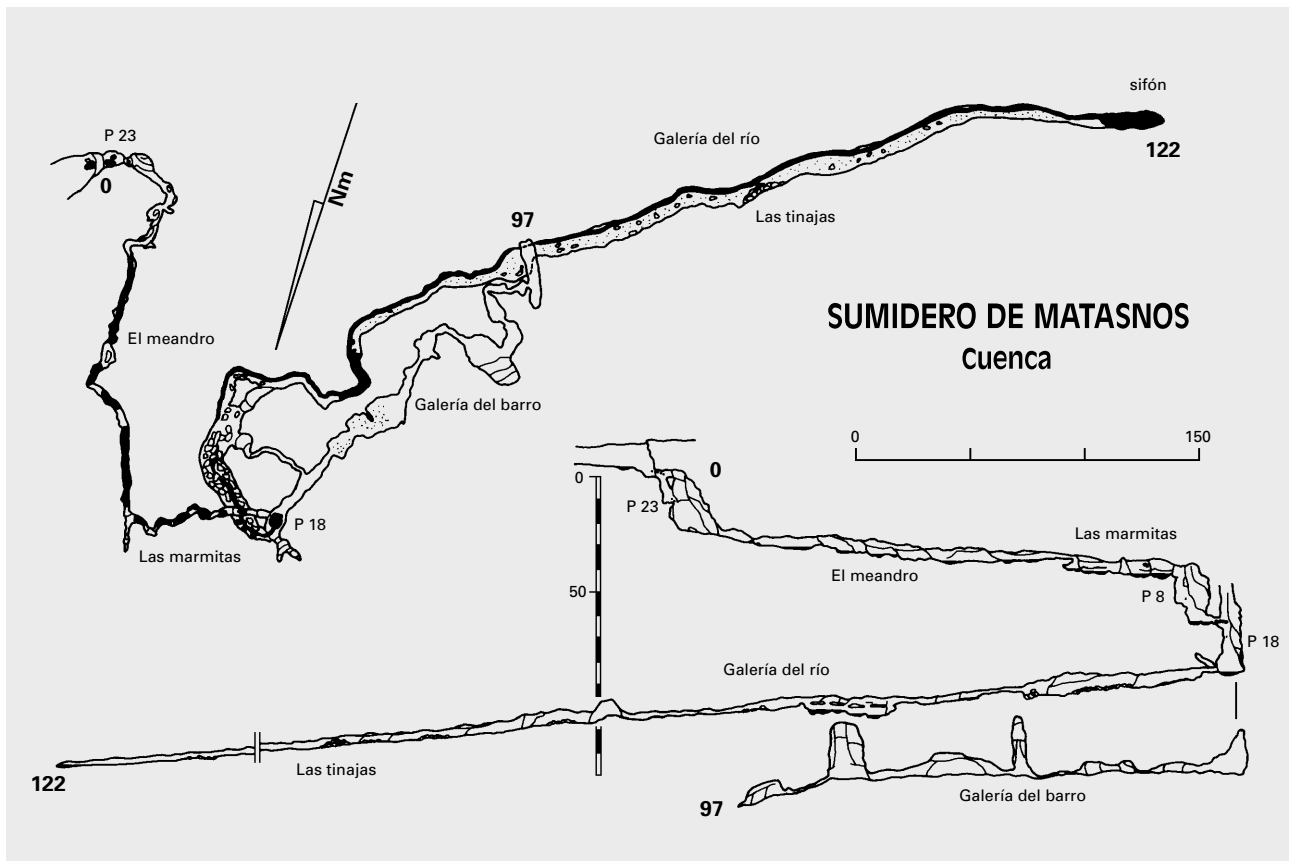 sifón
P 23
Galería del río
122
0
Nm
97
Las tinajas
SUMIDERO DE MATASNOS
Cuenca
El meandro
Galería del barro
0
150
0
0
P 18
P 23
Las marmitas
Las marmitas
El meandro
50
P 8
P 18
Galería del río
Las tinajas
122
Galería del barro
97